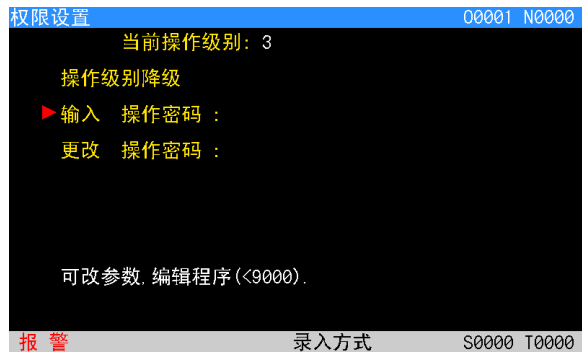 权限设置 O0001 N0000
当前操作级别: 3
操作级别降级
输入 操作密码 :
更改 操作密码 :
可改参数,编辑程序(<9000).
报 警 录入方式 S0000 T0000